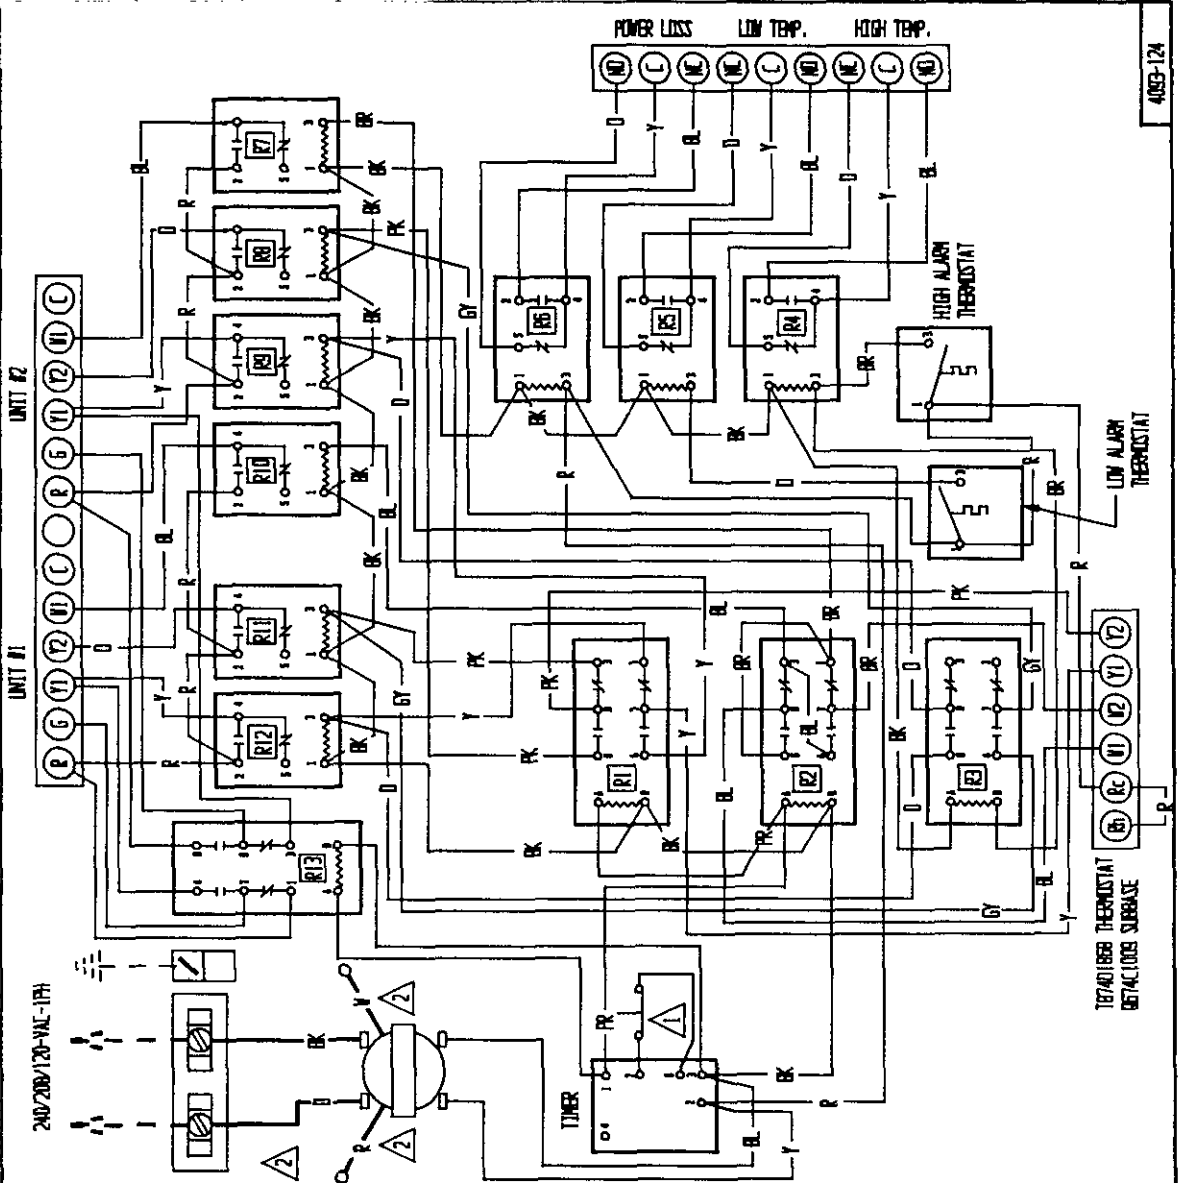 POWER LOSS
LOW TEMP.
HIGH TEMP.
NO C NC NC C NO NC C NO
4093-124
UNIT #2
C W1 Y2 Y1 G R
UNIT #1
C W1 Y2 Y1 G R
R7
R8
R9
R10
R11
R12
R13
R6
R5
R4
HIGH ALARM
THERMOSTAT
LOW ALARM
THERMOSTAT
R1
R2
R3
Y2 Y1 W2 W1 Rc Rh
T874D1868 THERMOSTAT
Q674C1009 SUBBASE
240/208/120-VAC-1PH
TIMER
BL
BR
BK
R
O
PK
GY
Y
PR
W
1
2
2
2